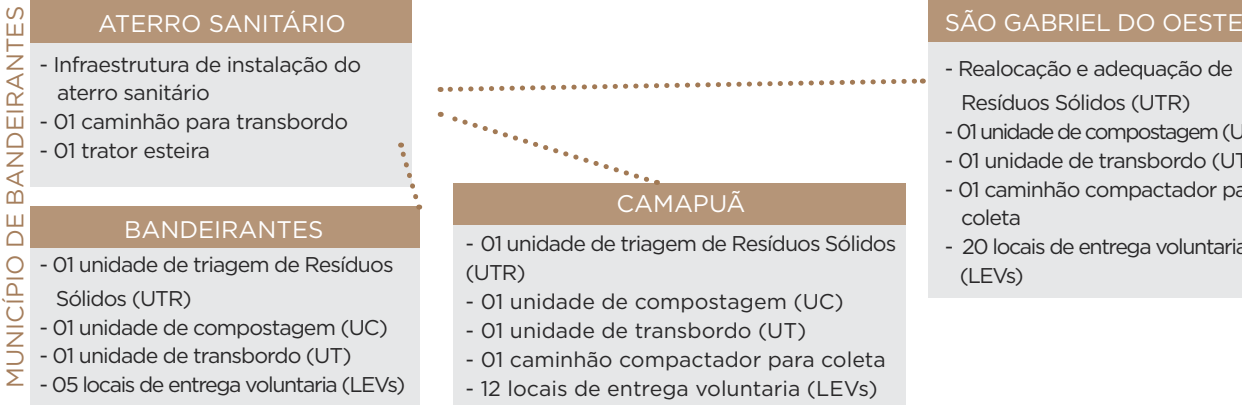 MUNICÍPIO DE BANDEIRANTES
ATERRO SANITÁRIO
- Infraestrutura de instalação do
aterro sanitário
- 01 caminhão para transbordo
- 01 trator esteira
BANDEIRANTES
- 01 unidade de triagem de Resíduos
Sólidos (UTR)
- 01 unidade de compostagem (UC)
- 01 unidade de transbordo (UT)
- 05 locais de entrega voluntaria (LEVs)
CAMAPUÃ
- 01 unidade de triagem de Resíduos Sólidos
(UTR)
- 01 unidade de compostagem (UC)
- 01 unidade de transbordo (UT)
- 01 caminhão compactador para coleta
- 12 locais de entrega voluntaria (LEVs)
SÃO GABRIEL DO OESTE
- Realocação e adequação de
Resíduos Sólidos (UTR)
- 01 unidade de compostagem
- 01 unidade de transbordo
- 01 caminhão compactador
coleta
- 20 locais de entrega voluntaria
(LEVs)